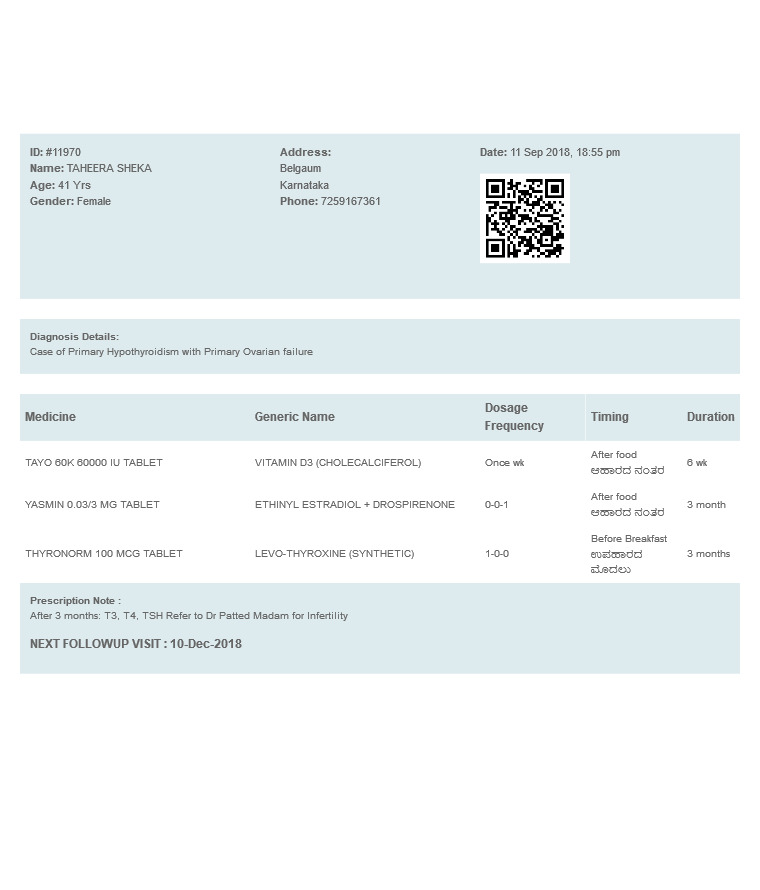 ID: #11970
Name: TAHEERA SHEKA
Age: 41 Yrs
Gender: Female
Address:
Belgaum
Karnataka
Phone: 7259167361
Date: 11 Sep 2018, 18:55 pm
Diagnosis Details:
Case of Primary Hypothyroidism with Primary Ovarian failure
Medicine Generic Name Dosage Frequency Timing Duration
TAYO 60K 60000 IU TABLET VITAMIN D3 (CHOLECALCIFEROL) Once wk After food 6 wk
ಆಹಾರದ ನಂತರ
YASMIN 0.03/3 MG TABLET ETHINYL ESTRADIOL + DROSPIRENONE 0-0-1 After food 3 month
ಆಹಾರದ ನಂತರ
THYRONORM 100 MCG TABLET LEVO-THYROXINE (SYNTHETIC) 1-0-0 Before Breakfast 3 months
ಉಪಹಾರದ
ಮೊದಲು
Prescription Note :
After 3 months: T3, T4, TSH Refer to Dr Patted Madam for Infertility
NEXT FOLLOWUP VISIT : 10-Dec-2018